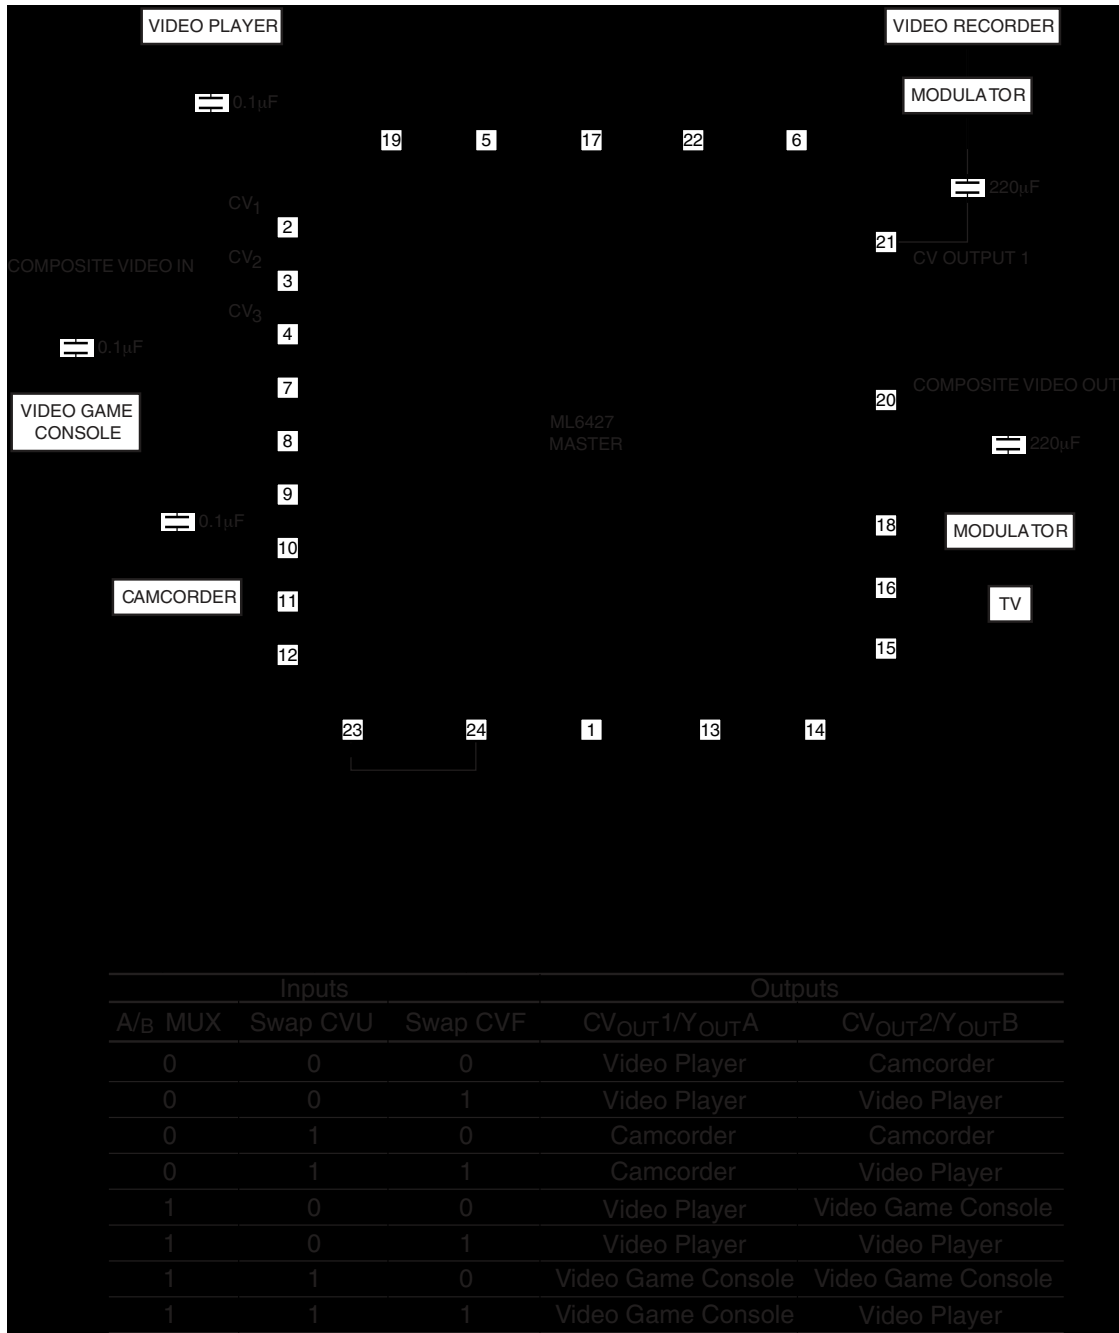 VIDEO PLAYER
VIDEO RECORDER
0.1µF
MODULATOR
19 5 17 22 6
220µF
CV1
2
21
CV OUTPUT 1
COMPOSITE VIDEO IN
CV2
3
CV3
4
0.1µF
7
COMPOSITE VIDEO OUT
20
VIDEO GAME
CONSOLE
ML6427
MASTER
8
220µF
9
0.1µF
18
MODULATOR
10
CAMCORDER
11
16
TV
12
15
23 24 1 13 14
Inputs Outputs
A/B MUX Swap CVU Swap CVF CVOUT1/YOUTA CVOUT2/YOUTB
0 0 0 Video Player Camcorder
0 0 1 Video Player Video Player
0 1 0 Camcorder Camcorder
0 1 1 Camcorder Video Player
1 0 0 Video Player Video Game Console
1 0 1 Video Player Video Player
1 1 0 Video Game Console Video Game Console
1 1 1 Video Game Console Video Player